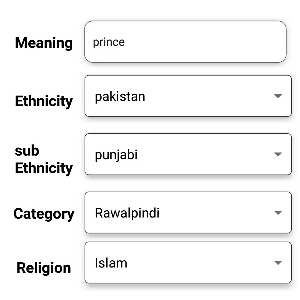 Meaning
prince
Ethnicity
pakistan
sub
Ethnicity
punjabi
Category
Rawalpindi
Religion
Islam